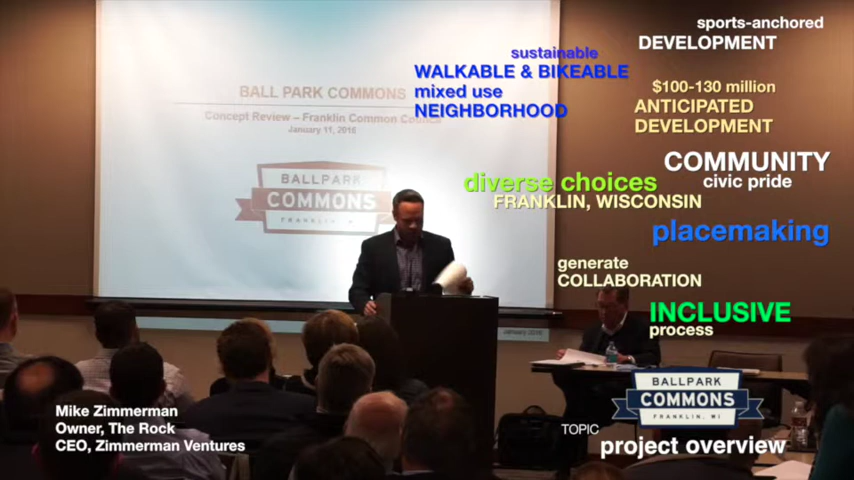 sports-anchored
DEVELOPMENT
sustainable
WALKABLE & BIKEABLE
mixed use
NEIGHBORHOOD
$100-130 million
ANTICIPATED
DEVELOPMENT
BALL PARK COMMONS
Concept Review – Franklin Common Council
January 11, 2016
COMMUNITY
civic pride
diverse choices
FRANKLIN, WISCONSIN
BALLPARK
COMMONS
FRANKLIN, WI
placemaking
generate
COLLABORATION
INCLUSIVE
process
January 2016
BALLPARK
COMMONS
FRANKLIN, WI
Mike Zimmerman
Owner, The Rock
CEO, Zimmerman Ventures
TOPIC
project overview